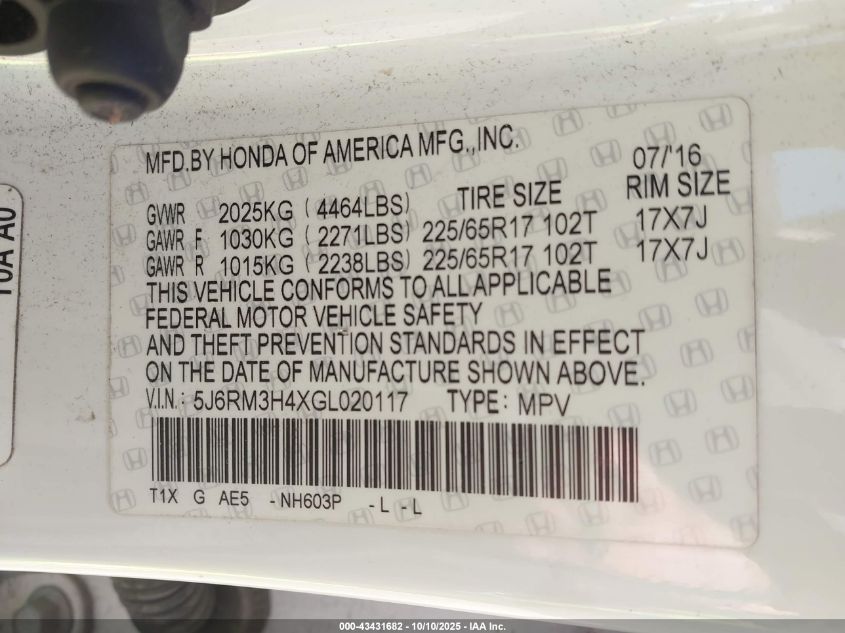 MFD.BY HONDA OF AMERICA MFG.,INC. 07/'16
TIRE SIZE RIM SIZE
GVWR 2025KG (4464LBS)
GAWR F 1030KG (2271LBS) 225/65R17 102T 17X7J
GAWR R 1015KG (2238LBS) 225/65R17 102T 17X7J
THIS VEHICLE CONFORMS TO ALL APPLICABLE
FEDERAL MOTOR VEHICLE SAFETY
AND THEFT PREVENTION STANDARDS IN EFFECT
ON THE DATE OF MANUFACTURE SHOWN ABOVE.
V.I.N: 5J6RM3H4XGL020117 TYPE: MPV
T1X G AE5 -NH603P -L -L
000-43431682 - 10/10/2025 - IAA Inc.